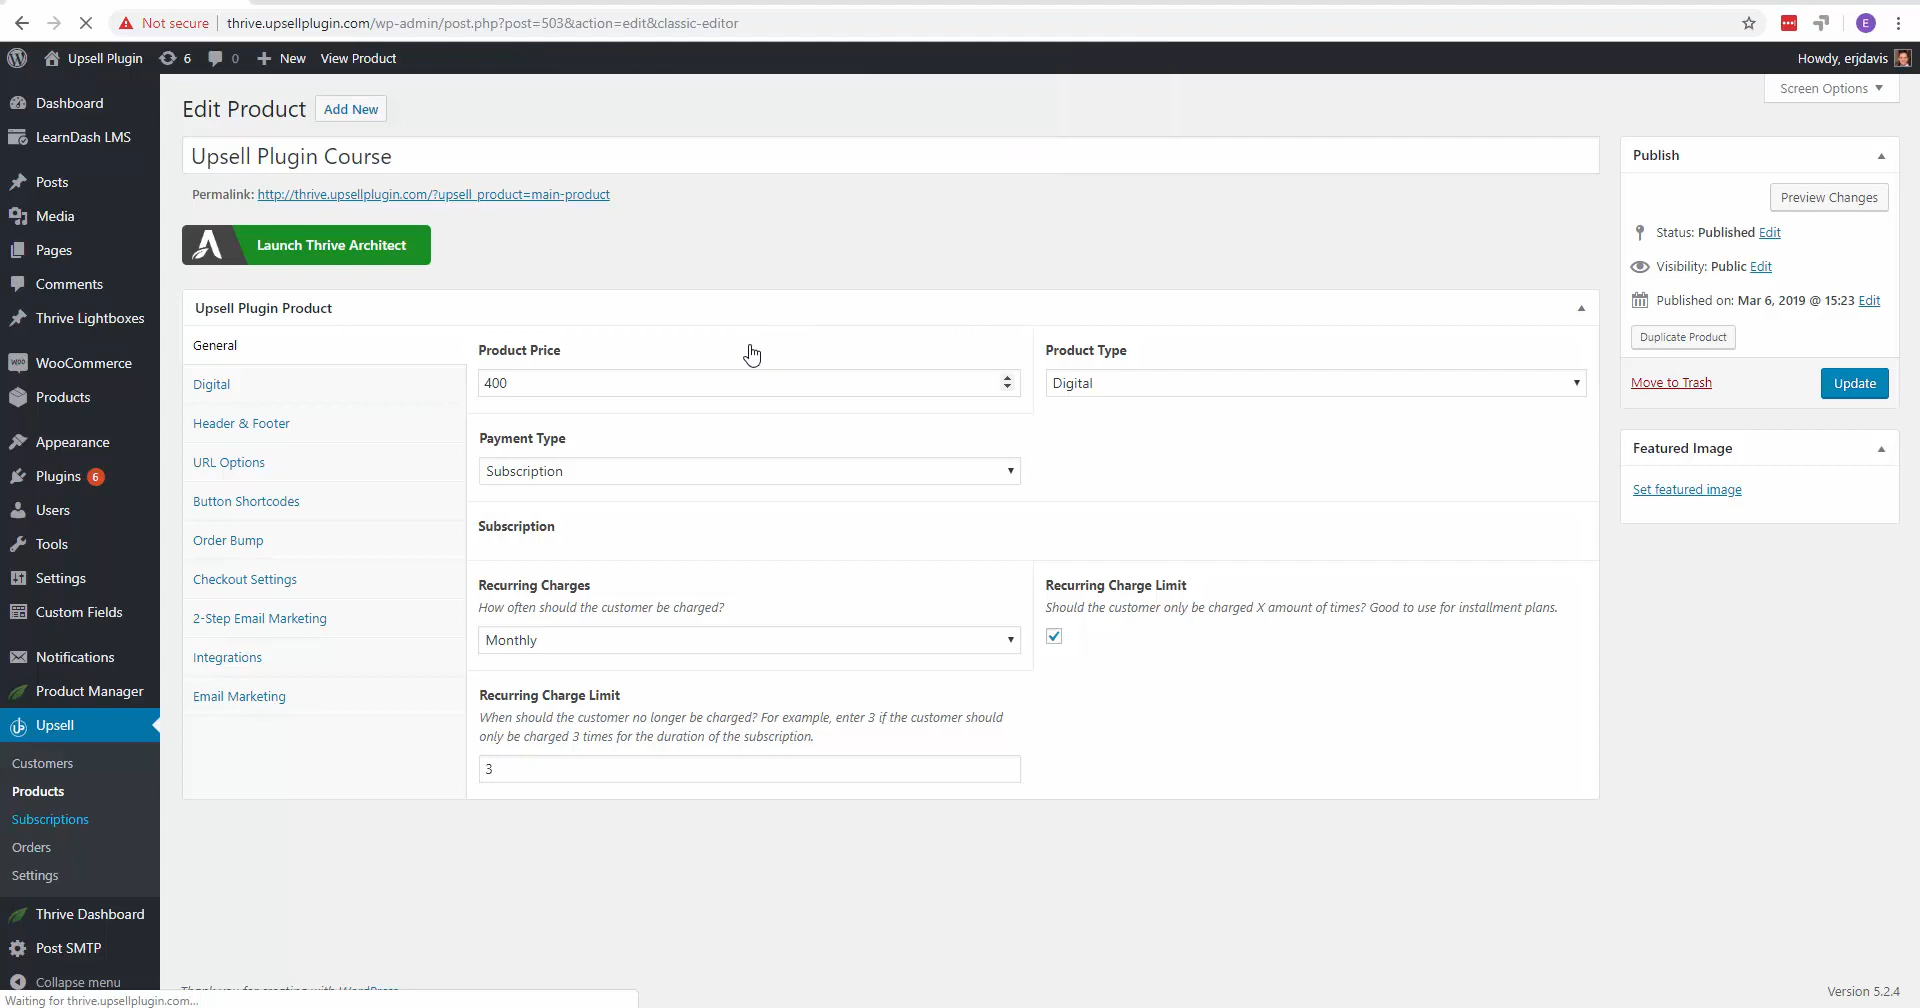 Not secure | thrive.upsellplugin.com/wp-admin/post.php?post=503&action=edit&classic-editor
E
Upsell Plugin 6 0 New View Product
Howdy, erjdavis
Screen Options
Dashboard
LearnDash LMS
Posts
Media
Pages
Comments
Thrive Lightboxes
WooCommerce
Products
Appearance
Plugins 6
Users
Tools
Settings
Custom Fields
Notifications
Product Manager
Upsell
Customers
Products
Subscriptions
Orders
Settings
Thrive Dashboard
Post SMTP
Collapse menu
Edit Product Add New
Upsell Plugin Course
Permalink: http://thrive.upsellplugin.com/?upsell_product=main-product
Launch Thrive Architect
Upsell Plugin Product
General
Digital
Header & Footer
URL Options
Button Shortcodes
Order Bump
Checkout Settings
2-Step Email Marketing
Integrations
Email Marketing
Product Price
400
Product Type
Digital
Payment Type
Subscription
Subscription
Recurring Charges
How often should the customer be charged?
Monthly
Recurring Charge Limit
Should the customer only be charged X amount of times? Good to use for installment plans.
Recurring Charge Limit
When should the customer no longer be charged? For example, enter 3 if the customer should
only be charged 3 times for the duration of the subscription.
3
Publish
Preview Changes
Status: Published Edit
Visibility: Public Edit
Published on: Mar 6, 2019 @ 15:23 Edit
Duplicate Product
Move to Trash Update
Featured Image
Set featured image
Thank you for creating with WordPress
Version 5.2.4
Waiting for thrive.upsellplugin.com...